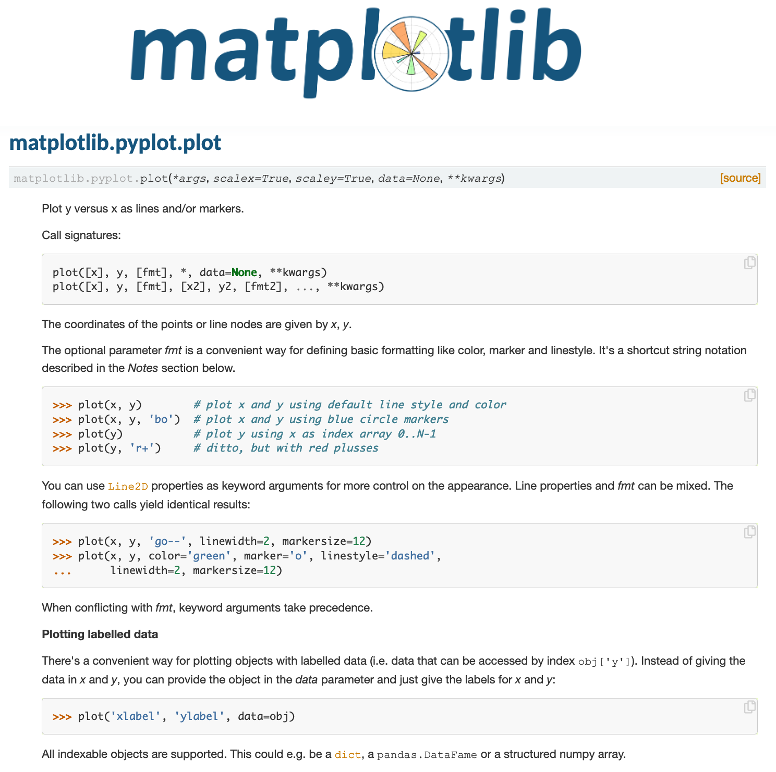 matplotlib
matplotlib.pyplot.plot
matplotlib.pyplot.plot(*args, scalex=True, scaley=True, data=None, **kwargs) [source]
Plot y versus x as lines and/or markers.
Call signatures:
plot([x], y, [fmt], *, data=None, **kwargs)
plot([x], y, [fmt], [x2], y2, [fmt2], ..., **kwargs)
The coordinates of the points or line nodes are given by x, y.
The optional parameter fmt is a convenient way for defining basic formatting like color, marker and linestyle. It's a shortcut string notation
described in the Notes section below.
>>> plot(x, y)        # plot x and y using default line style and color
>>> plot(x, y, 'bo')  # plot x and y using blue circle markers
>>> plot(y)           # plot y using x as index array 0..N-1
>>> plot(y, 'r+')     # ditto, but with red plusses
You can use Line2D properties as keyword arguments for more control on the appearance. Line properties and fmt can be mixed. The
following two calls yield identical results:
>>> plot(x, y, 'go--', linewidth=2, markersize=12)
>>> plot(x, y, color='green', marker='o', linestyle='dashed',
...      linewidth=2, markersize=12)
When conflicting with fmt, keyword arguments take precedence.
Plotting labelled data
There's a convenient way for plotting objects with labelled data (i.e. data that can be accessed by index obj['y']). Instead of giving the
data in x and y, you can provide the object in the data parameter and just give the labels for x and y:
>>> plot('xlabel', 'ylabel', data=obj)
All indexable objects are supported. This could e.g. be a dict, a pandas.DataFame or a structured numpy array.